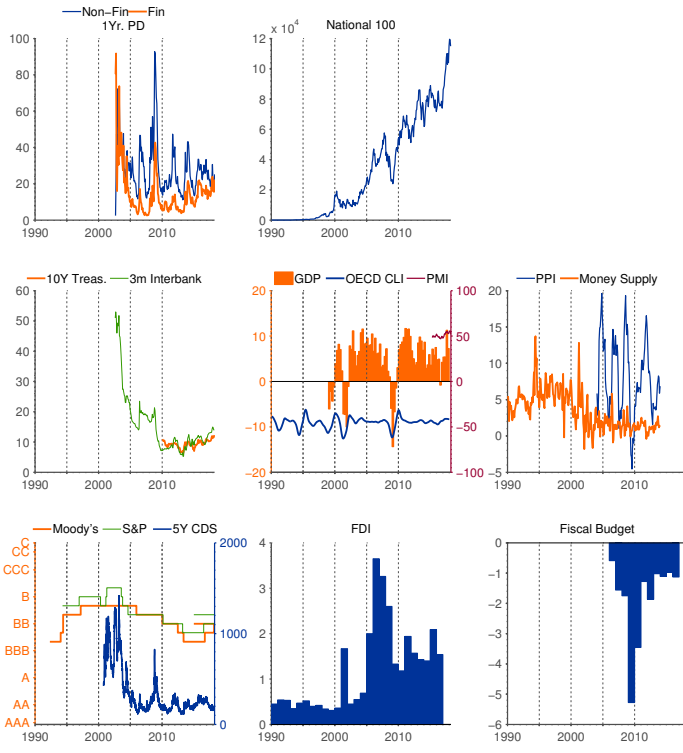 Non−Fin Fin
1Yr. PD
100
80
60
40
20
0
1990 2000 2010
x 10^4
National 100
12
10
8
6
4
2
0
1990 2000 2010
10Y Treas. 3m Interbank
60
50
40
30
20
10
0
1990 2000 2010
GDP OECD CLI PMI
20 100
10 50
0 0
−10 −50
−20 −100
1990 2000 2010
PPI Money Supply
20
15
10
5
0
−5
1990 2000 2010
Moody's S&P 5Y CDS
C 2000
CC
CCC
B
BB 1000
BBB
A
AA
AAA 0
1990 2000 2010
FDI
4
3
2
1
0
1990 2000 2010
Fiscal Budget
0
−1
−2
−3
−4
−5
−6
1990 2000 2010